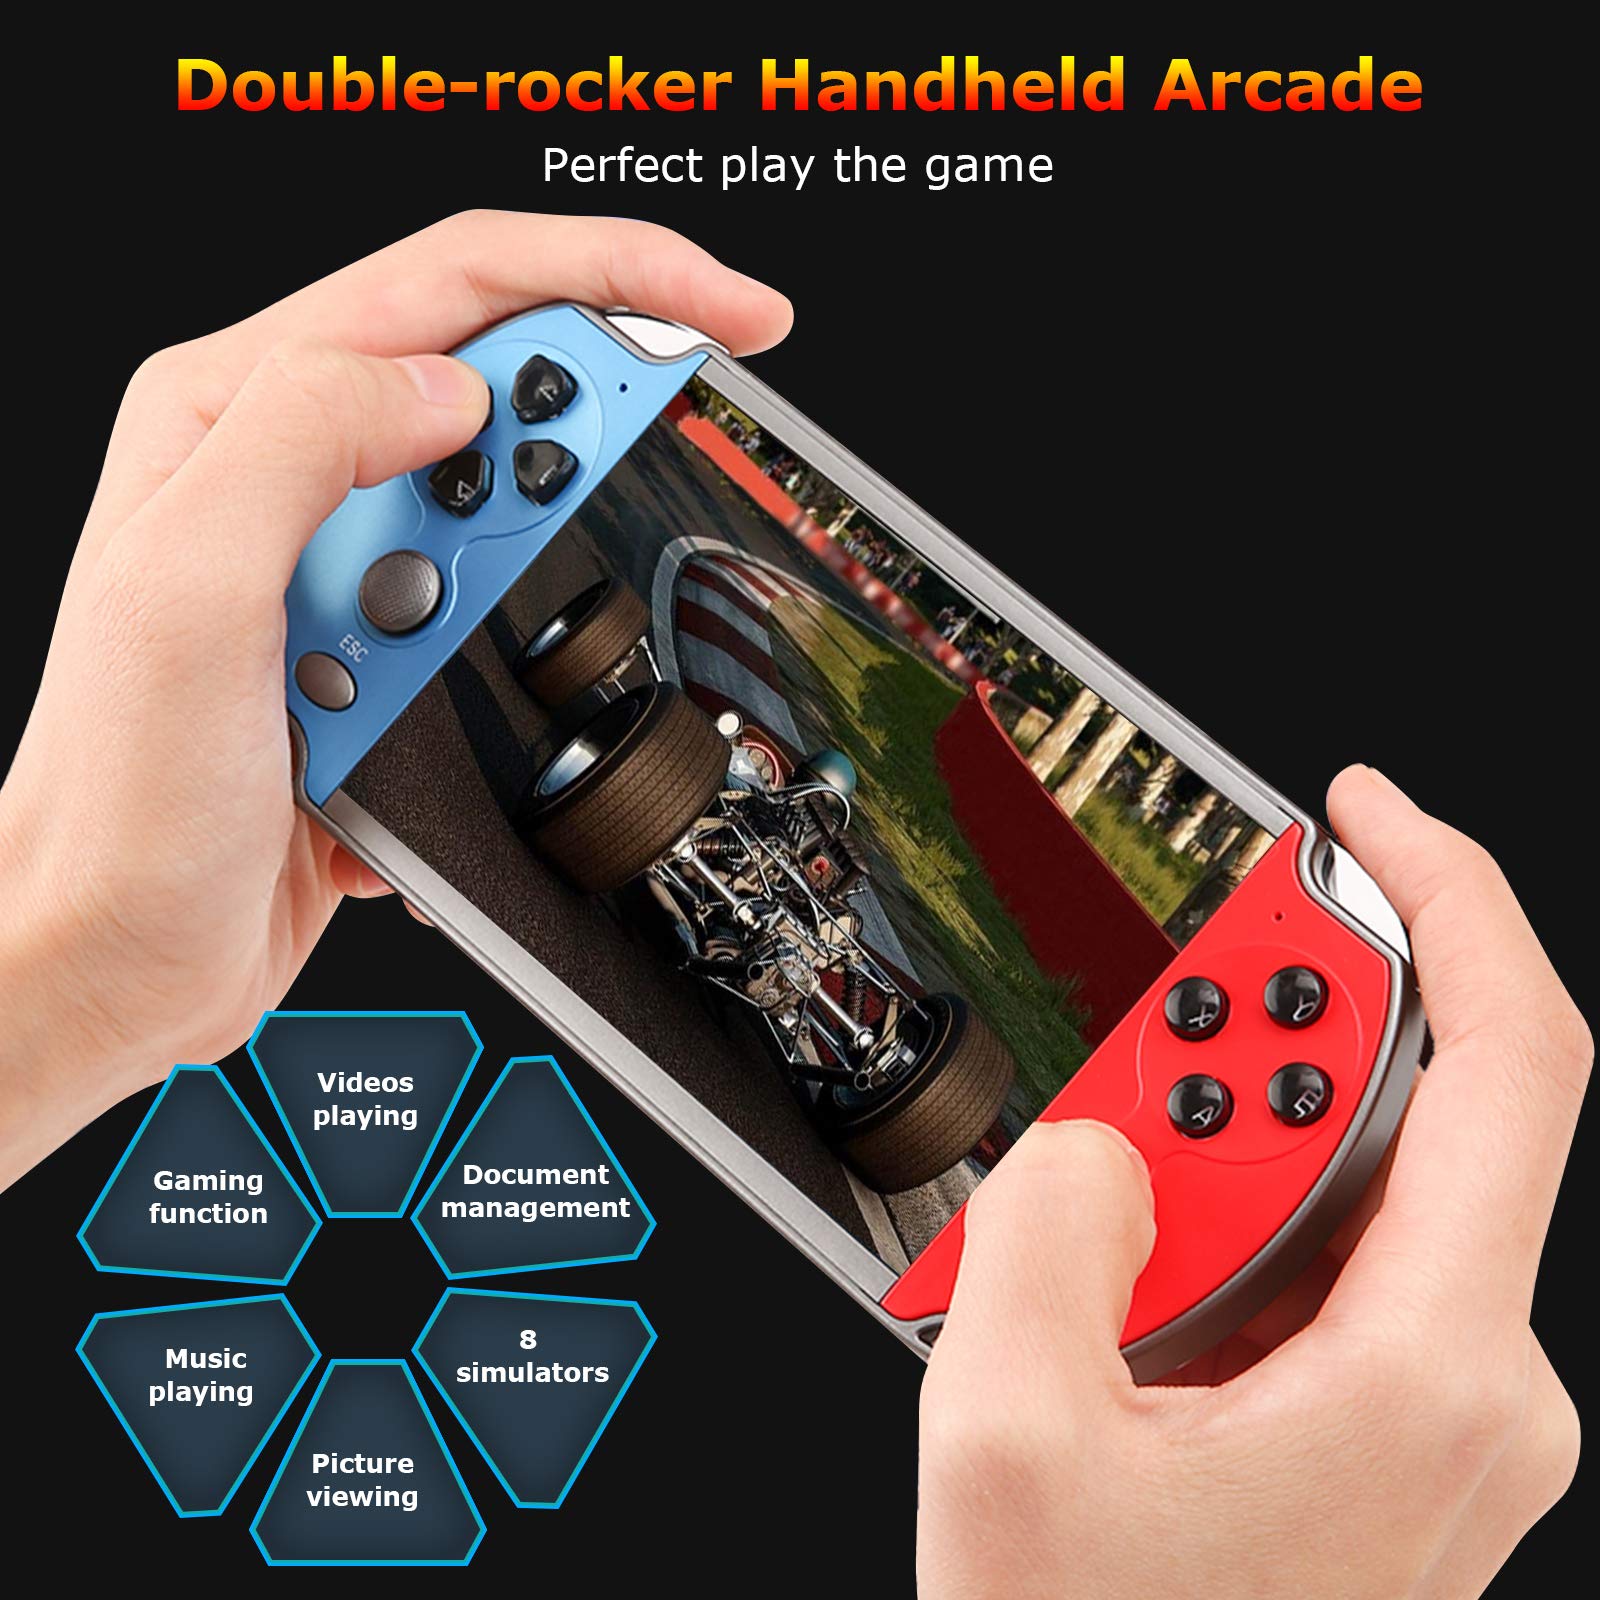 Double-rocker Handheld Arcade
Perfect play the game
ESC
X
Y
A
B
Videos
playing
Gaming
function
Document
management
Music
playing
8
simulators
Picture
viewing